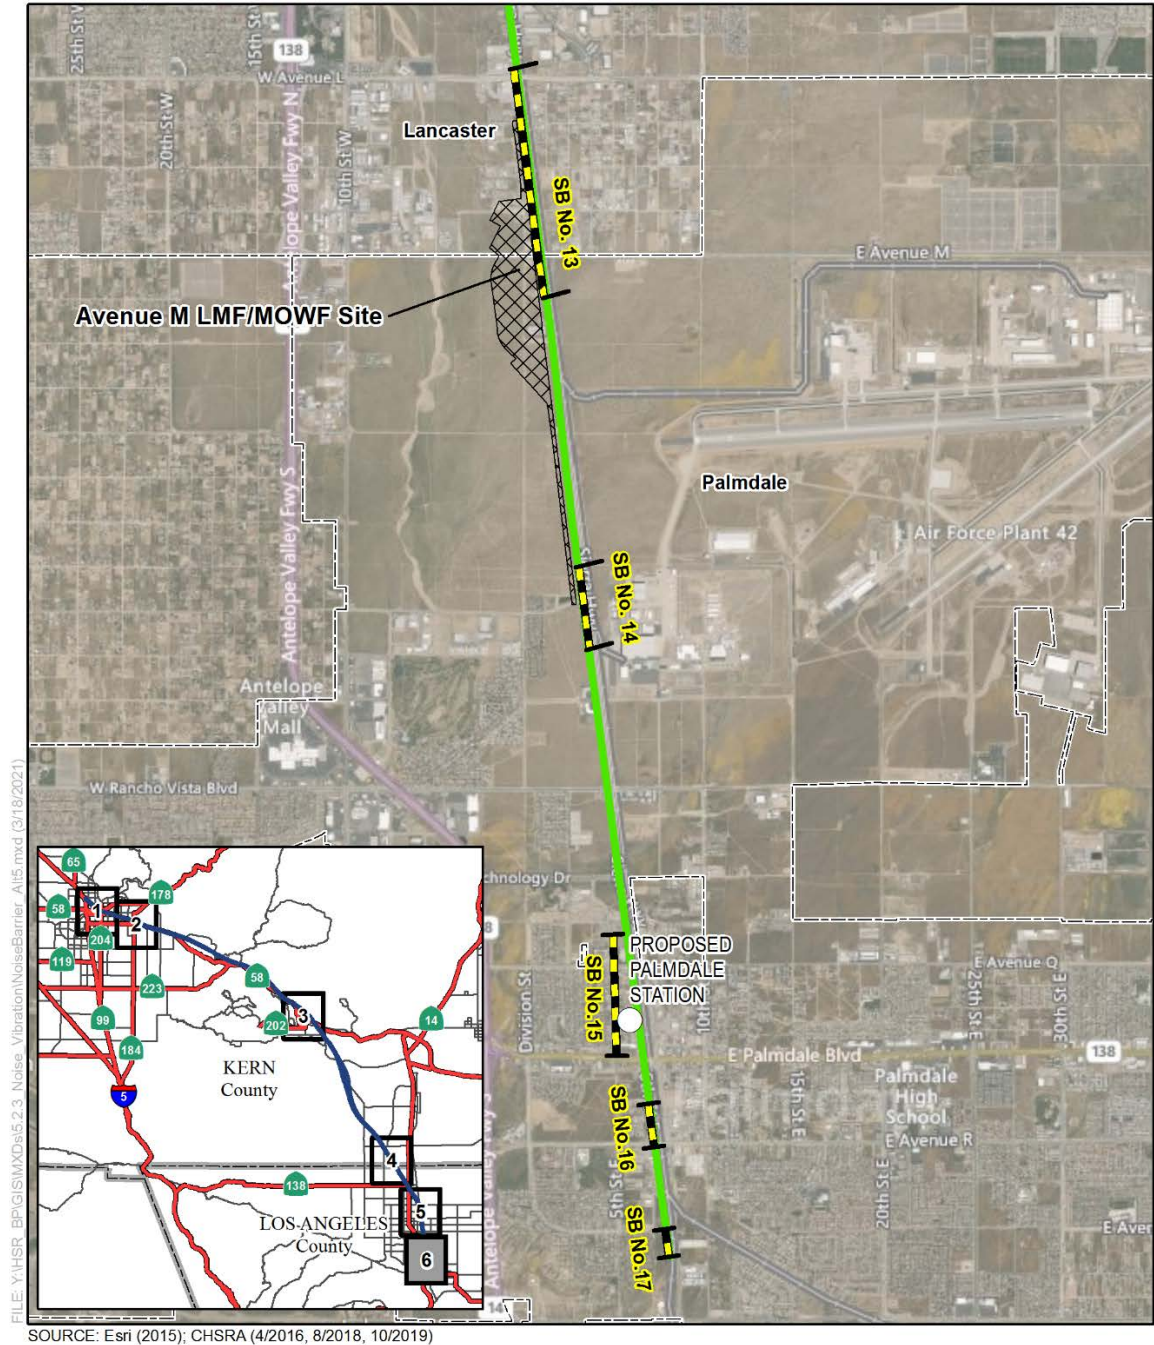 25th St W
15th St W
138
W Avenue L
Lancaster
20th St W
10th St W
Antelope Valley Fwy N
SB No. 13
E Avenue M
Avenue M LMF/MOWF Site
Palmdale
Air Force Plant 42
SB No. 14
Antelope Valley Fwy S
Antelope
Valley
Mall
W Rancho Vista Blvd
chnology Dr
PROPOSED
PALMDALE
STATION
SB No.15
Division St
10th St E
E Avenue Q
25th St E
30th St E
E Palmdale Blvd
138
15th St E
Palmdale
High
School
E Avenue R
SB No.16
5th St E
20th St E
SB No.17
E Aven
Antelope Valley Fwy S
14
65
178
58
1
2
204
119
223
58
99
184
202
3
14
KERN
County
5
4
138
LOS ANGELES
County
5
6
FILE: Y:\HSR_BP\GIS\MXDs\5.2.3_Noise_Vibration\NoiseBarrier_Alt5.mxd (3/18/2021)
SOURCE: Esri (2015); CHSRA (4/2016, 8/2018, 10/2019)